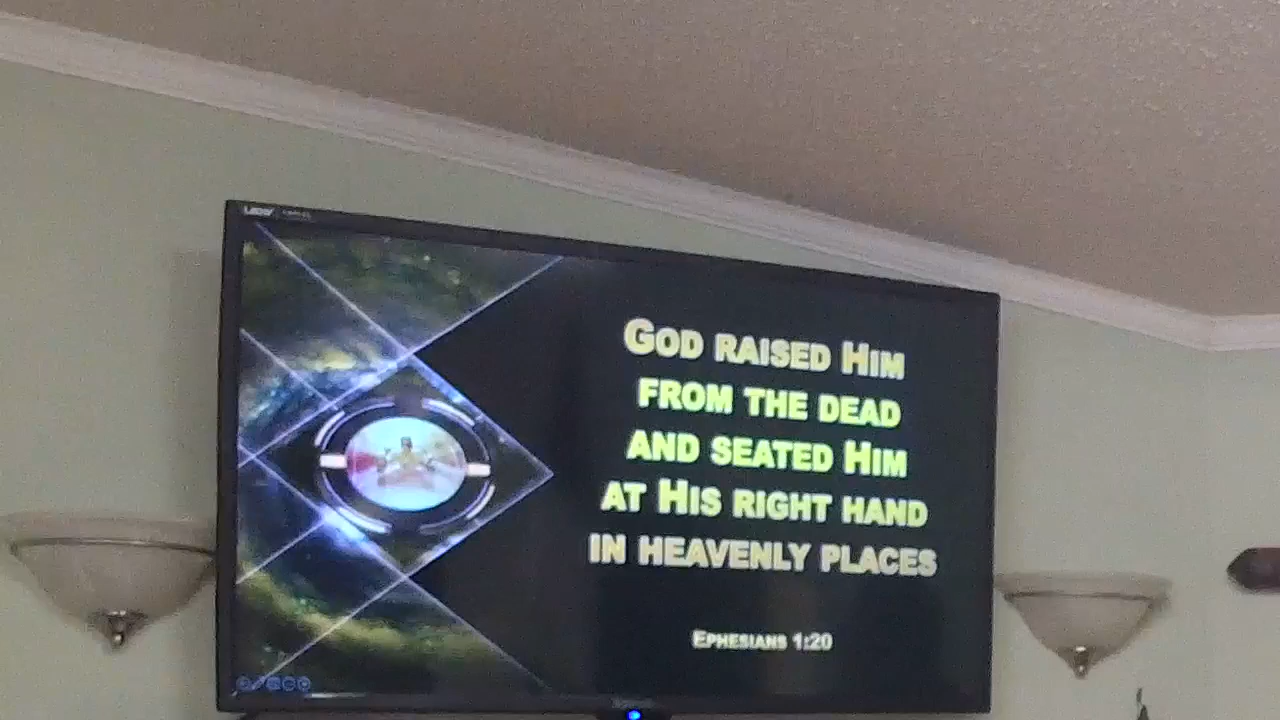 God raised Him
from the dead
and seated Him
at His right hand
in heavenly places
Ephesians 1:20